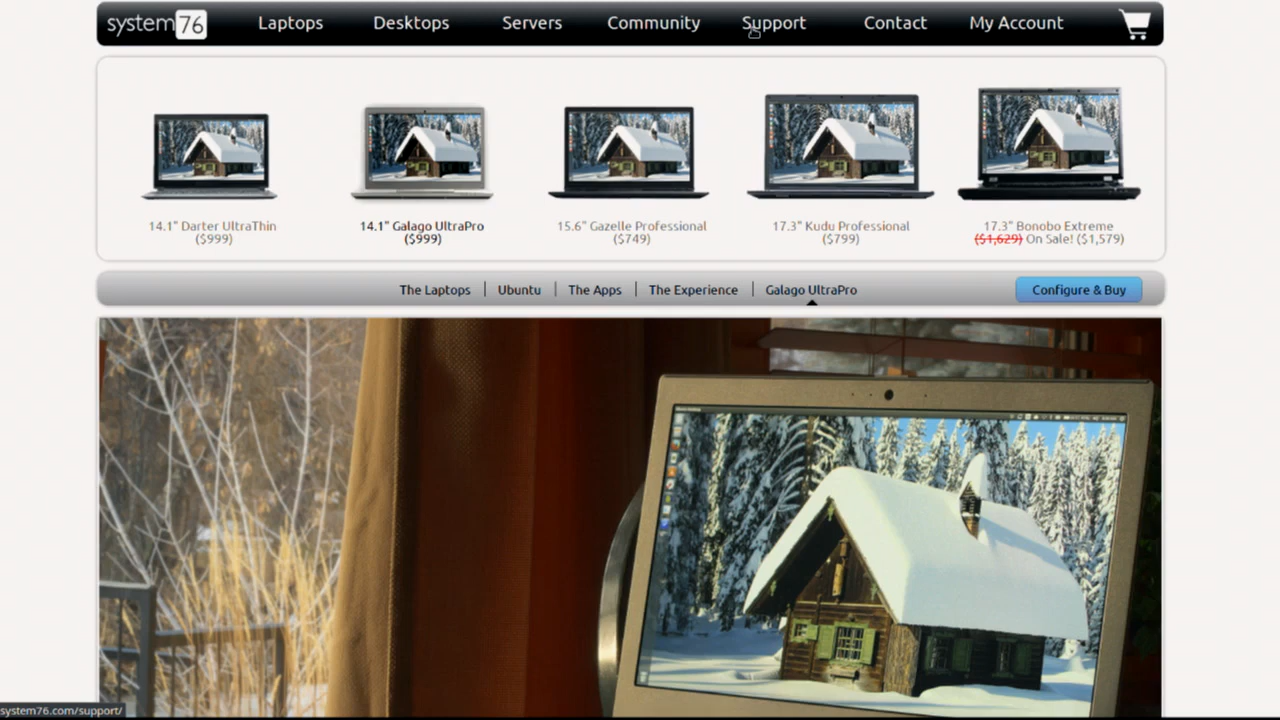 system76 Laptops Desktops Servers Community Support Contact My Account
14.1" Darter UltraThin
($999)
14.1" Galago UltraPro
($999)
15.6" Gazelle Professional
($749)
17.3" Kudu Professional
($799)
17.3" Bonobo Extreme
($1,629) On Sale! ($1,579)
The Laptops | Ubuntu | The Apps | The Experience | Galago UltraPro Configure & Buy
system76.com/support/